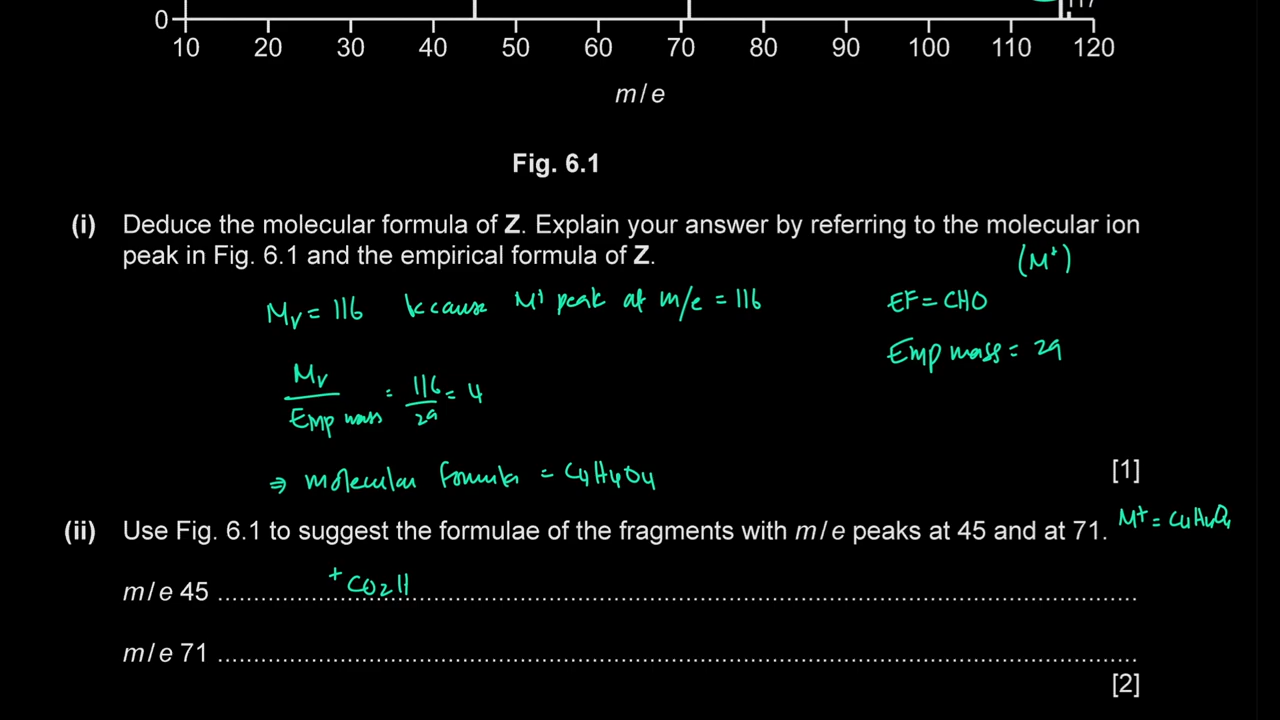 117
0
10 20 30 40 50 60 70 80 90 100 110 120
m/e
Fig. 6.1
(i) Deduce the molecular formula of Z. Explain your answer by referring to the molecular ion
peak in Fig. 6.1 and the empirical formula of Z.
(M⁺)
Mr = 116 because M⁺ peak at m/e = 116
EF = CHO
Emp mass = 29
Mr / Emp mass = 116 / 29 = 4
⇒ molecular formula = C4H4O4
[1]
(ii) Use Fig. 6.1 to suggest the formulae of the fragments with m/e peaks at 45 and at 71.
M⁺ = C4H4O4
m/e 45 ⁺CO2H
m/e 71
[2]